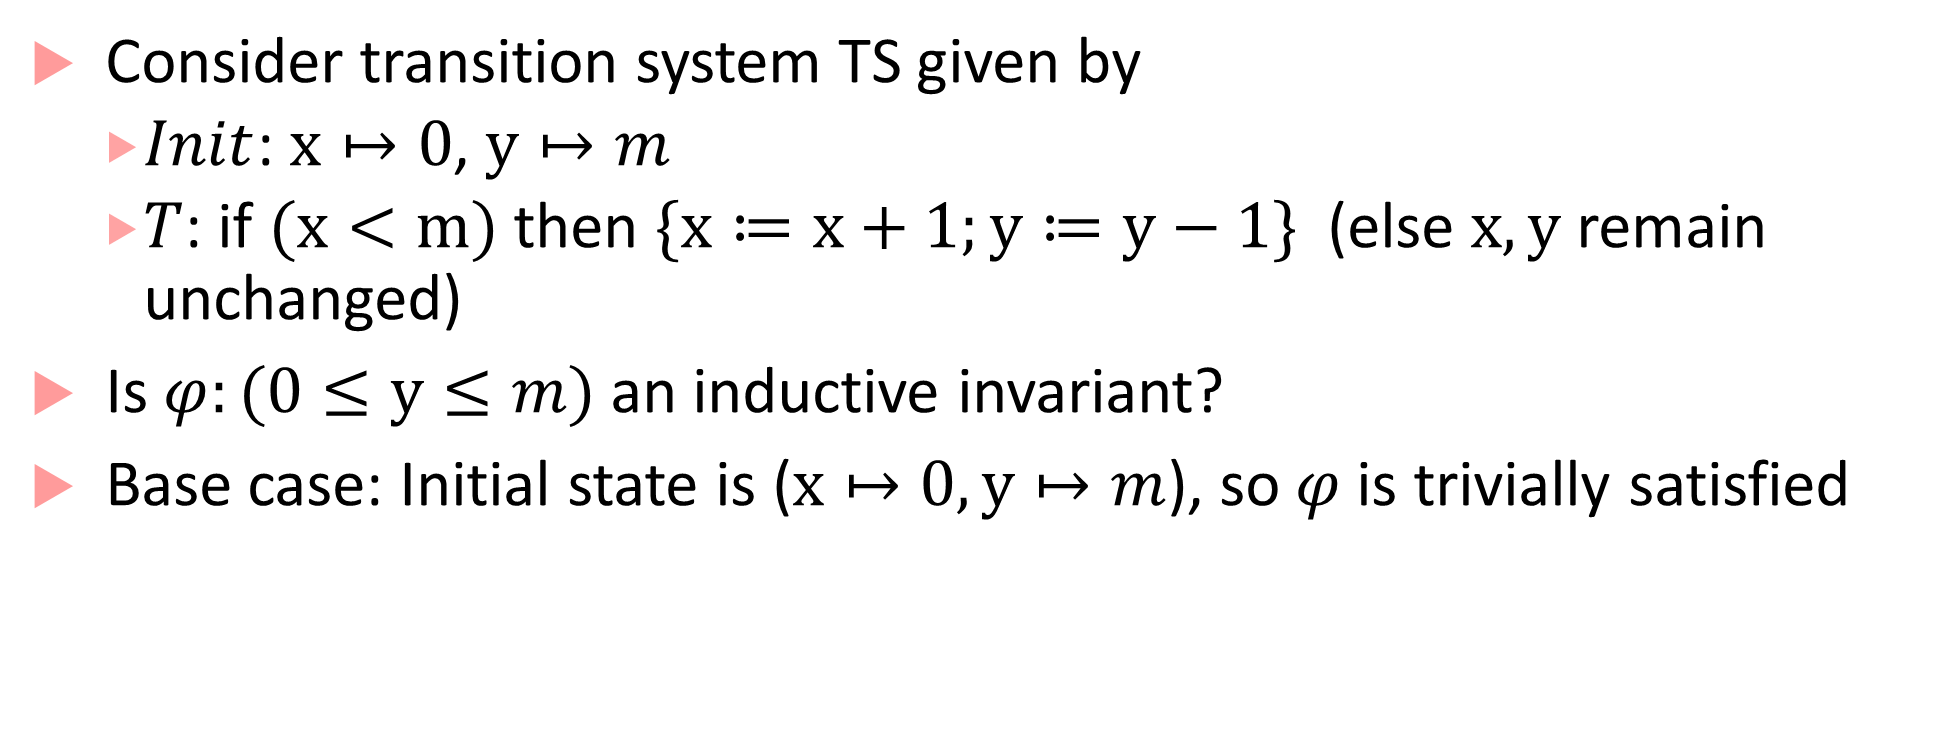 Consider transition system TS given by
Init: x ↦ 0, y ↦ m
T: if (x < m) then {x ≔ x + 1; y ≔ y − 1} (else x, y remain
unchanged)
Is φ: (0 ≤ y ≤ m) an inductive invariant?
Base case: Initial state is (x ↦ 0, y ↦ m), so φ is trivially satisfied